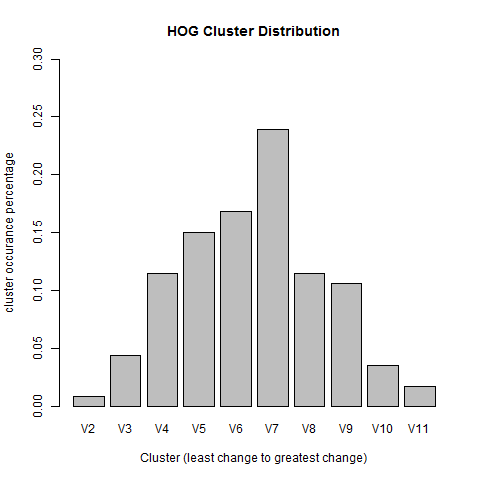 HOG Cluster Distribution
cluster occurance percentage
0.30
0.25
0.20
0.15
0.10
0.05
0.00
V2 V3 V4 V5 V6 V7 V8 V9 V10 V11
Cluster (least change to greatest change)